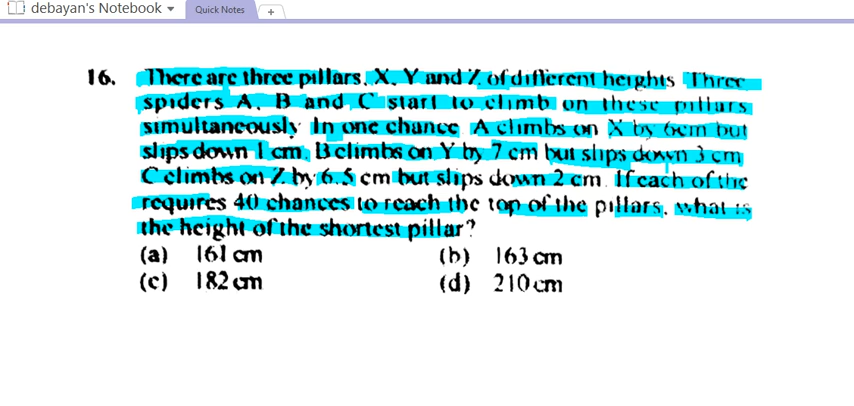 debayan's Notebook
Quick Notes
+
16. There are three pillars, X, Y and Z of different heights Three
spiders A, B and C start to climb on these pillars
simultaneously In one chance A climbs on X by 6cm but
slips down 1 cm, B climbs on Y by 7 cm but slips down 3 cm
C climbs on Z by 6.5 cm but slips down 2 cm. If each of the
requires 40 chances to reach the top of the pillars, what is
the height of the shortest pillar?
(a) 161 cm (b) 163 cm
(c) 182 cm (d) 210 cm